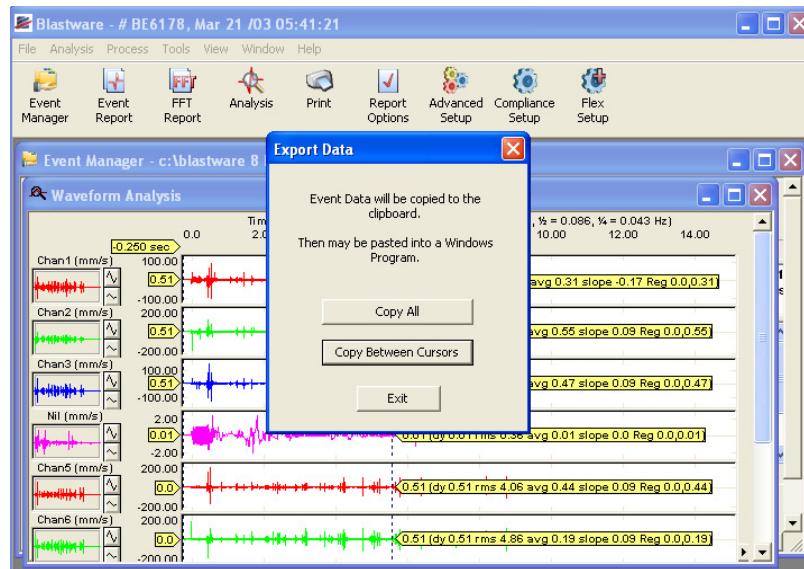 Blastware - # BE6178, Mar 21 /03 05:41:21
File Analysis Process Tools View Window Help
Event Manager
Event Report
FFT Report
Analysis
Print
Report Options
Advanced Setup
Compliance Setup
Flex Setup
Event Manager - c:\blastware 8
Waveform Analysis
Export Data
Event Data will be copied to the
clipboard.
Then may be pasted into a Windows
Program.
Copy All
Copy Between Cursors
Exit
, ½ = 0.086, ¼ = 0.043 Hz)
0.0 2.0 10.00 12.00 14.00
-0.250 sec
Chan1 (mm/s) 100.00
0.51
-100.00
avg 0.31 slope -0.17 Reg 0.0,0.31)
Chan2 (mm/s) 200.00
0.51
-200.00
avg 0.55 slope 0.09 Reg 0.0,0.55)
Chan3 (mm/s) 100.00
0.51
-100.00
avg 0.47 slope 0.09 Reg 0.0,0.47)
Nil (mm/s) 2.00
0.01
-2.00
avg 0.01 slope 0.0 Reg 0.0,0.01)
Chan5 (mm/s) 200.00
0.0
-200.00
0.51 (dy 0.51 rms 4.06 avg 0.44 slope 0.09 Reg 0.0,0.44)
Chan6 (mm/s) 200.00
0.0
-200.00
0.51 (dy 0.51 rms 4.86 avg 0.19 slope 0.09 Reg 0.0,0.19)